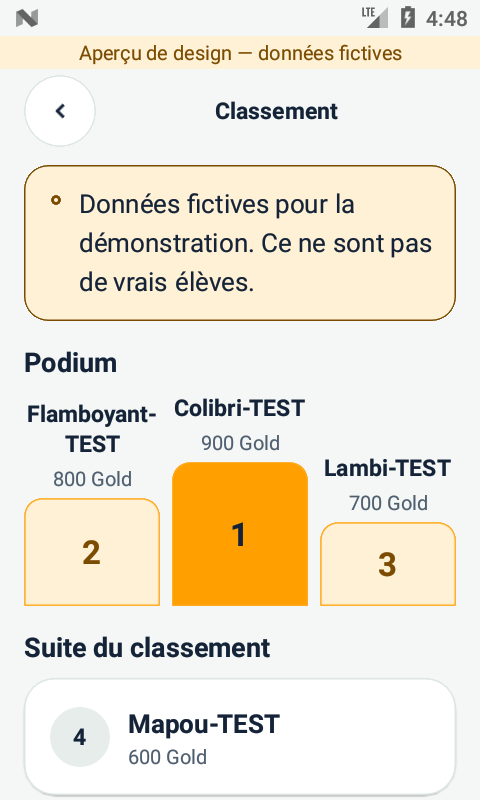 LTE 4:48
Aperçu de design — données fictives
Classement
Données fictives pour la
démonstration. Ce ne sont pas
de vrais élèves.
Podium
Flamboyant-
TEST
800 Gold
2
Colibri-TEST
900 Gold
1
Lambi-TEST
700 Gold
3
Suite du classement
4
Mapou-TEST
600 Gold